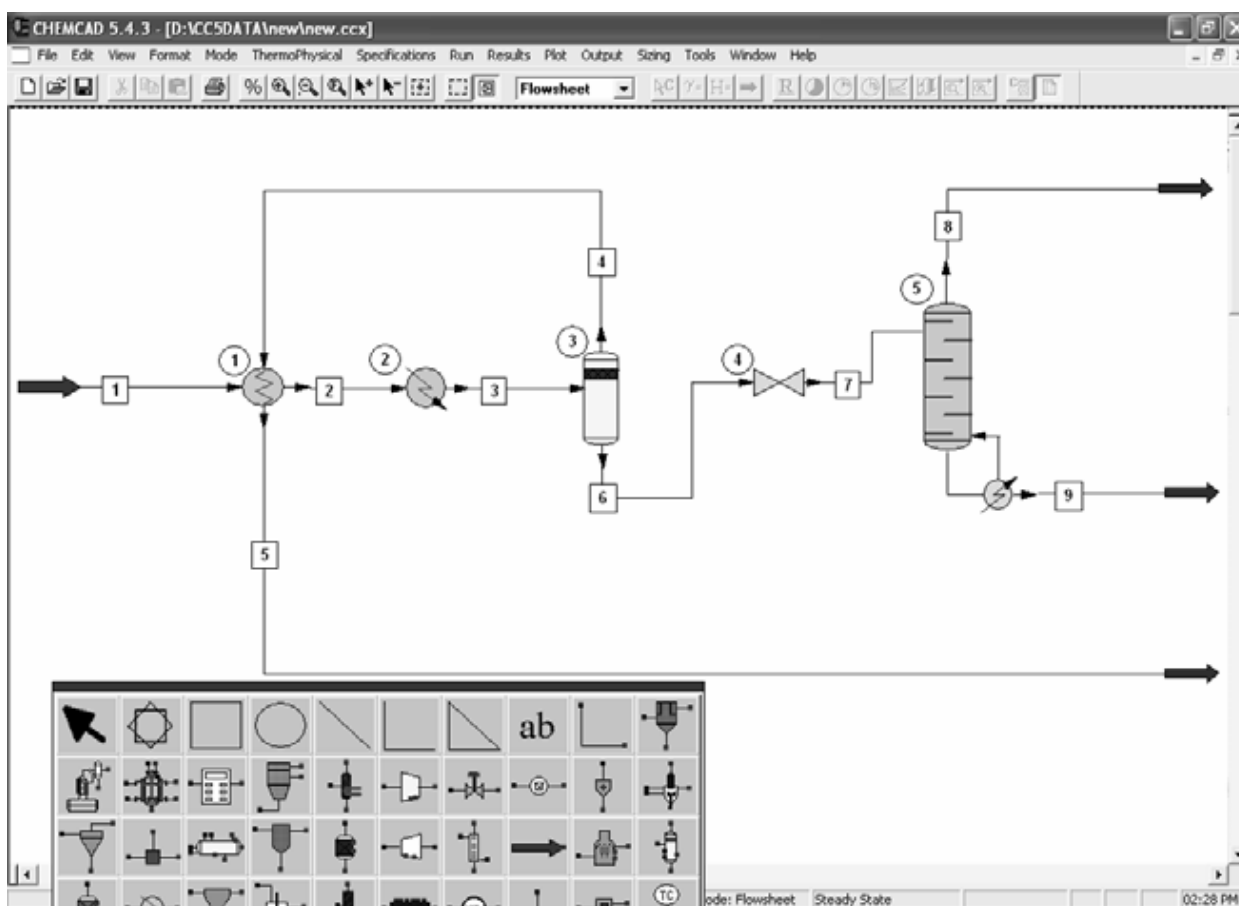 CHEMCAD 5.4.3 - [D:\CC5DATA\new\new.ccx]
File Edit View Format Mode ThermoPhysical Specifications Run Results Plot Output Sizing Tools Window Help
% Flowsheet R
8
4
5
3
1 2 4
1 2 3 7
6 9
5
ab
TC
ode: Flowsheet Steady State 02:28 PM